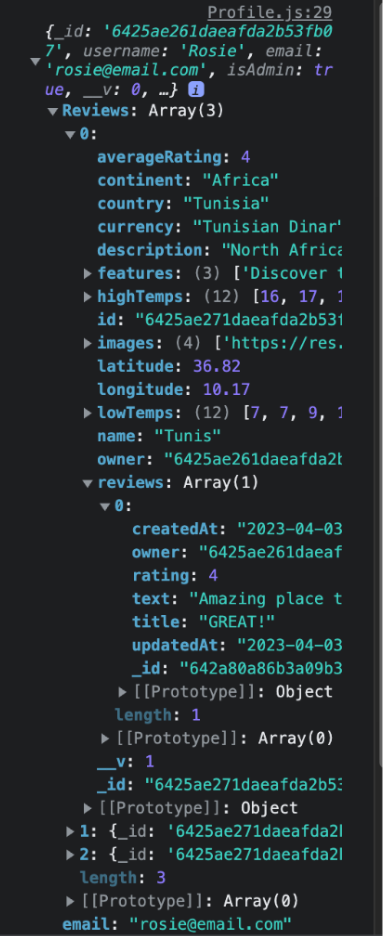 Profile.js:29
{_id: '6425ae261daeafda2b53fb0
7', username: 'Rosie', email:
'rosie@email.com', isAdmin: tr
ue, __v: 0, …} i
Reviews: Array(3)
0:
averageRating: 4
continent: "Africa"
country: "Tunisia"
currency: "Tunisian Dinar"
description: "North Africa
features: (3) ['Discover t
highTemps: (12) [16, 17, 1
id: "6425ae271daeafda2b53f
images: (4) ['https://res.
latitude: 36.82
longitude: 10.17
lowTemps: (12) [7, 7, 9, 1
name: "Tunis"
owner: "6425ae261daeafda2b
reviews: Array(1)
0:
createdAt: "2023-04-03
owner: "6425ae261daeaf
rating: 4
text: "Amazing place t
title: "GREAT!"
updatedAt: "2023-04-03
_id: "642a80a86b3a09b3
[[Prototype]]: Object
length: 1
[[Prototype]]: Array(0)
__v: 1
_id: "6425ae271daeafda2b53
[[Prototype]]: Object
1: {_id: '6425ae271daeafda2b
2: {_id: '6425ae271daeafda2b
length: 3
[[Prototype]]: Array(0)
email: "rosie@email.com"